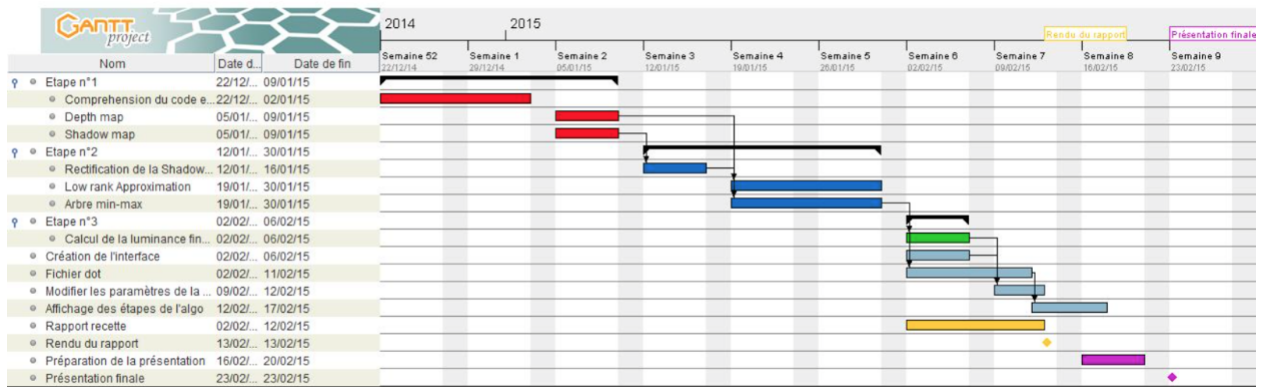 GANTT
project
2014 2015
Rendu du rapport Présentation finale
Semaine 52 Semaine 1 Semaine 2 Semaine 3 Semaine 4 Semaine 5 Semaine 6 Semaine 7 Semaine 8 Semaine 9
22/12/14 29/12/14 05/01/15 12/01/15 19/01/15 26/01/15 02/02/15 09/02/15 16/02/15 23/02/15
Nom Date d... Date de fin
Etape n°1 22/12/... 09/01/15
Comprehension du code e... 22/12/... 02/01/15
Depth map 05/01/... 09/01/15
Shadow map 05/01/... 09/01/15
Etape n°2 12/01/... 30/01/15
Rectification de la Shadow... 12/01/... 16/01/15
Low rank Approximation 19/01/... 30/01/15
Arbre min-max 19/01/... 30/01/15
Etape n°3 02/02/... 06/02/15
Calcul de la luminance fin... 02/02/... 06/02/15
Création de l'interface 02/02/... 06/02/15
Fichier dot 02/02/... 11/02/15
Modifier les paramètres de la ... 09/02/... 12/02/15
Affichage des étapes de l'algo 12/02/... 17/02/15
Rapport recette 02/02/... 12/02/15
Rendu du rapport 13/02/... 13/02/15
Préparation de la présentation 16/02/... 20/02/15
Présentation finale 23/02/... 23/02/15